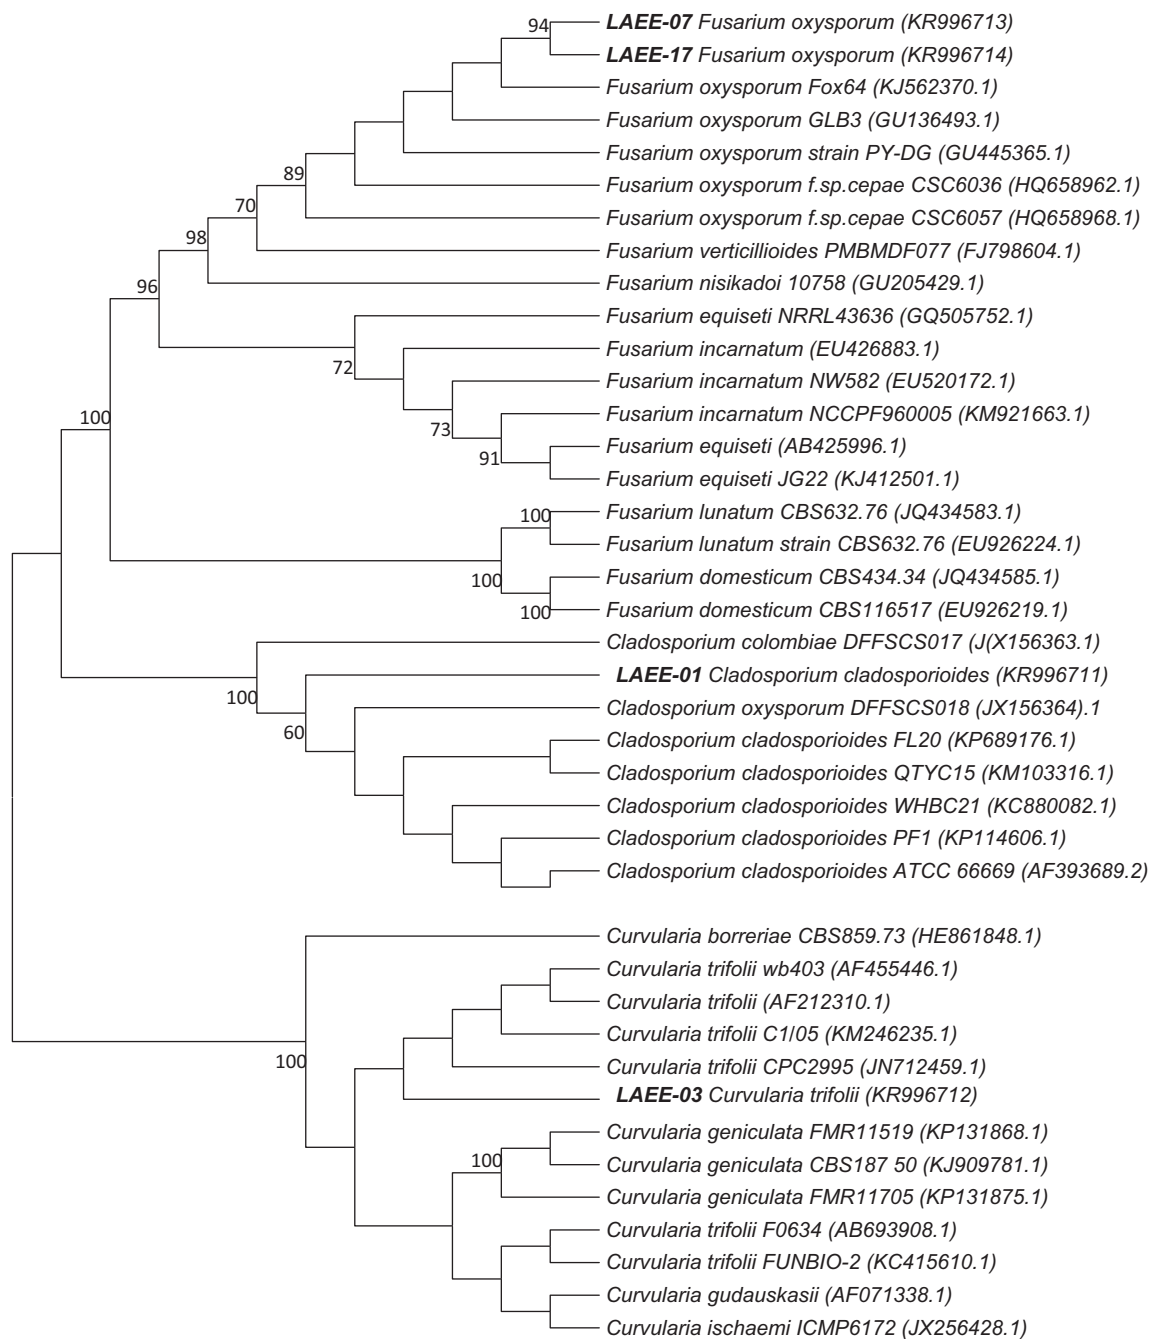 94 LAEE-07 Fusarium oxysporum (KR996713)
LAEE-17 Fusarium oxysporum (KR996714)
Fusarium oxysporum Fox64 (KJ562370.1)
Fusarium oxysporum GLB3 (GU136493.1)
Fusarium oxysporum strain PY-DG (GU445365.1)
89 Fusarium oxysporum f.sp.cepae CSC6036 (HQ658962.1)
70 Fusarium oxysporum f.sp.cepae CSC6057 (HQ658968.1)
98 Fusarium verticillioides PMBMDF077 (FJ798604.1)
96 Fusarium nisikadoi 10758 (GU205429.1)
Fusarium equiseti NRRL43636 (GQ505752.1)
Fusarium incarnatum (EU426883.1)
72
Fusarium incarnatum NW582 (EU520172.1)
100 Fusarium incarnatum NCCPF960005 (KM921663.1)
73
Fusarium equiseti (AB425996.1)
91
Fusarium equiseti JG22 (KJ412501.1)
100 Fusarium lunatum CBS632.76 (JQ434583.1)
Fusarium lunatum strain CBS632.76 (EU926224.1)
100 Fusarium domesticum CBS434.34 (JQ434585.1)
100 Fusarium domesticum CBS116517 (EU926219.1)
Cladosporium colombiae DFFSCS017 (J(X156363.1)
LAEE-01 Cladosporium cladosporioides (KR996711)
100
Cladosporium oxysporum DFFSCS018 (JX156364).1
60
Cladosporium cladosporioides FL20 (KP689176.1)
Cladosporium cladosporioides QTYC15 (KM103316.1)
Cladosporium cladosporioides WHBC21 (KC880082.1)
Cladosporium cladosporioides PF1 (KP114606.1)
Cladosporium cladosporioides ATCC 66669 (AF393689.2)
Curvularia borreriae CBS859.73 (HE861848.1)
Curvularia trifolii wb403 (AF455446.1)
Curvularia trifolii (AF212310.1)
Curvularia trifolii C1/05 (KM246235.1)
100 Curvularia trifolii CPC2995 (JN712459.1)
LAEE-03 Curvularia trifolii (KR996712)
Curvularia geniculata FMR11519 (KP131868.1)
100 Curvularia geniculata CBS187 50 (KJ909781.1)
Curvularia geniculata FMR11705 (KP131875.1)
Curvularia trifolii F0634 (AB693908.1)
Curvularia trifolii FUNBIO-2 (KC415610.1)
Curvularia gudauskasii (AF071338.1)
Curvularia ischaemi ICMP6172 (JX256428.1)